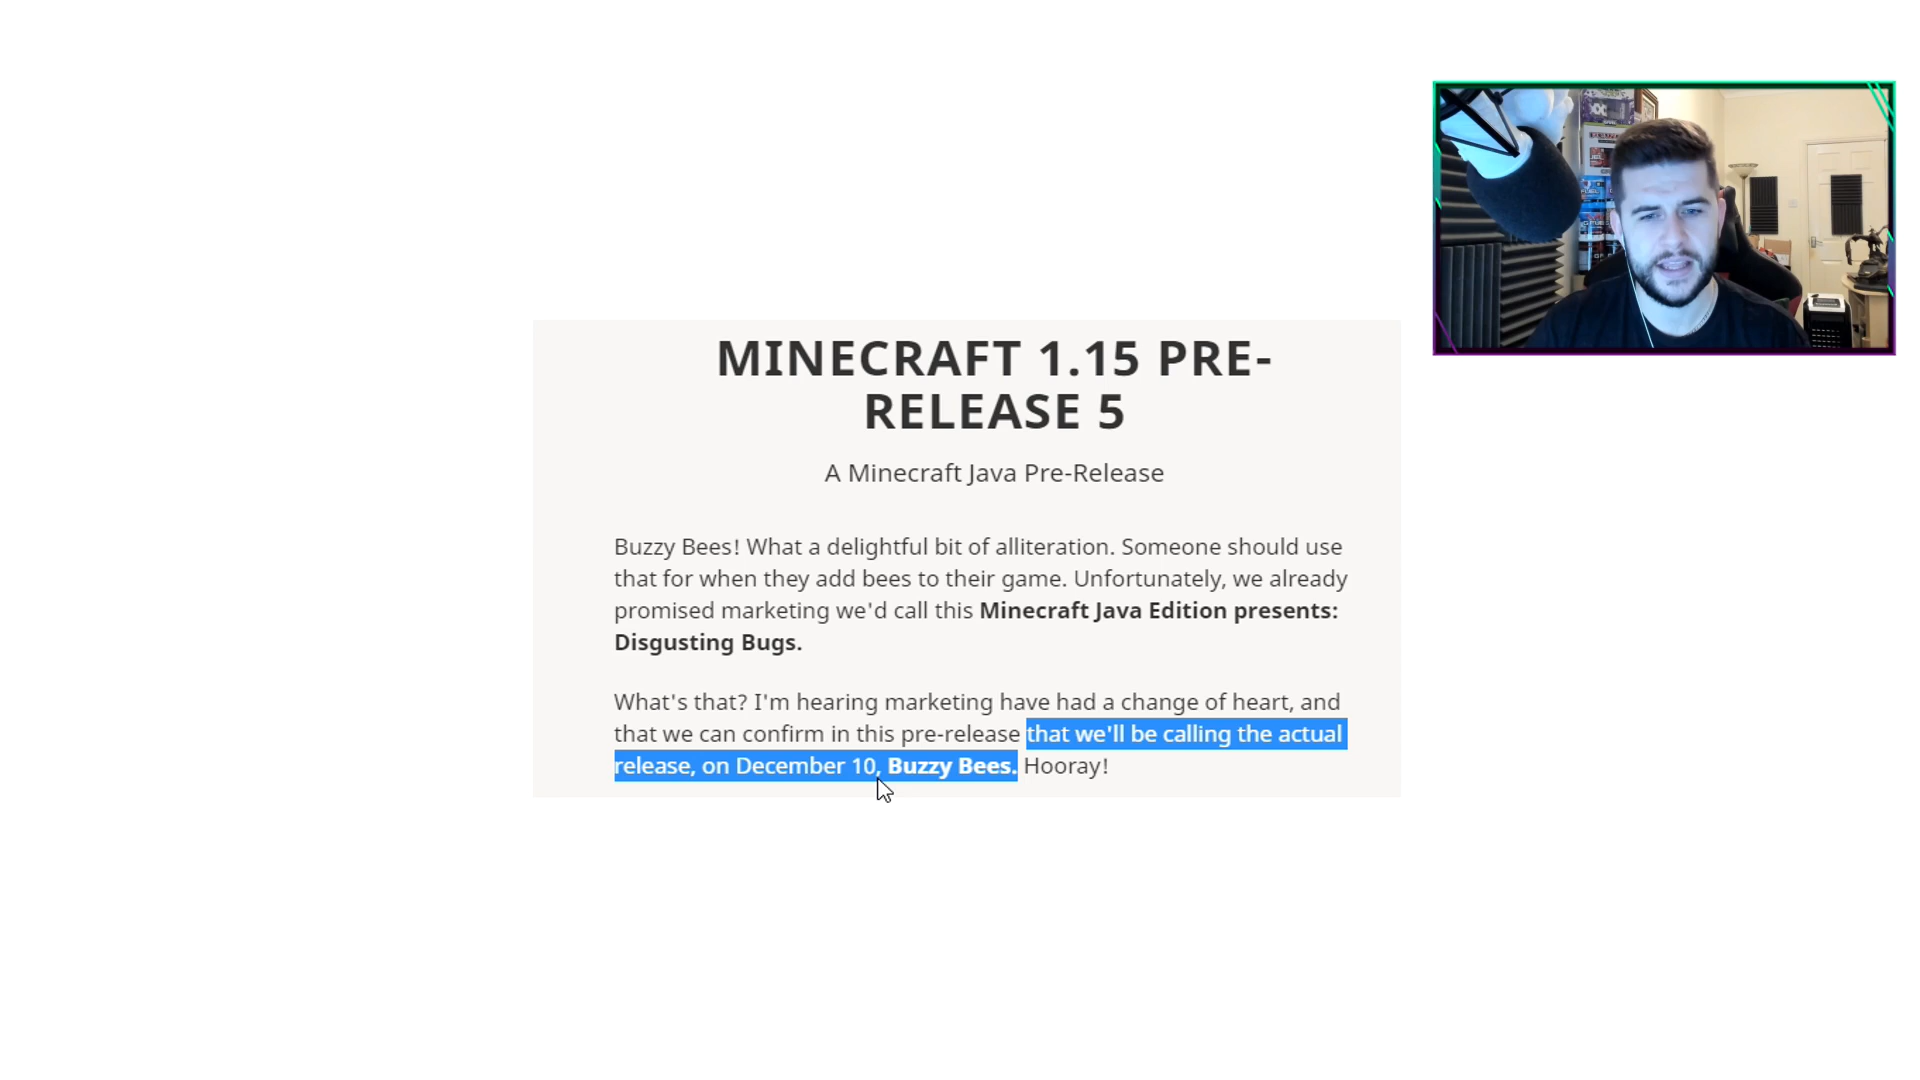 MINECRAFT 1.15 PRE-
RELEASE 5
A Minecraft Java Pre-Release
Buzzy Bees! What a delightful bit of alliteration. Someone should use
that for when they add bees to their game. Unfortunately, we already
promised marketing we'd call this Minecraft Java Edition presents:
Disgusting Bugs.
What's that? I'm hearing marketing have had a change of heart, and
that we can confirm in this pre-release that we'll be calling the actual
release, on December 10, Buzzy Bees. Hooray!